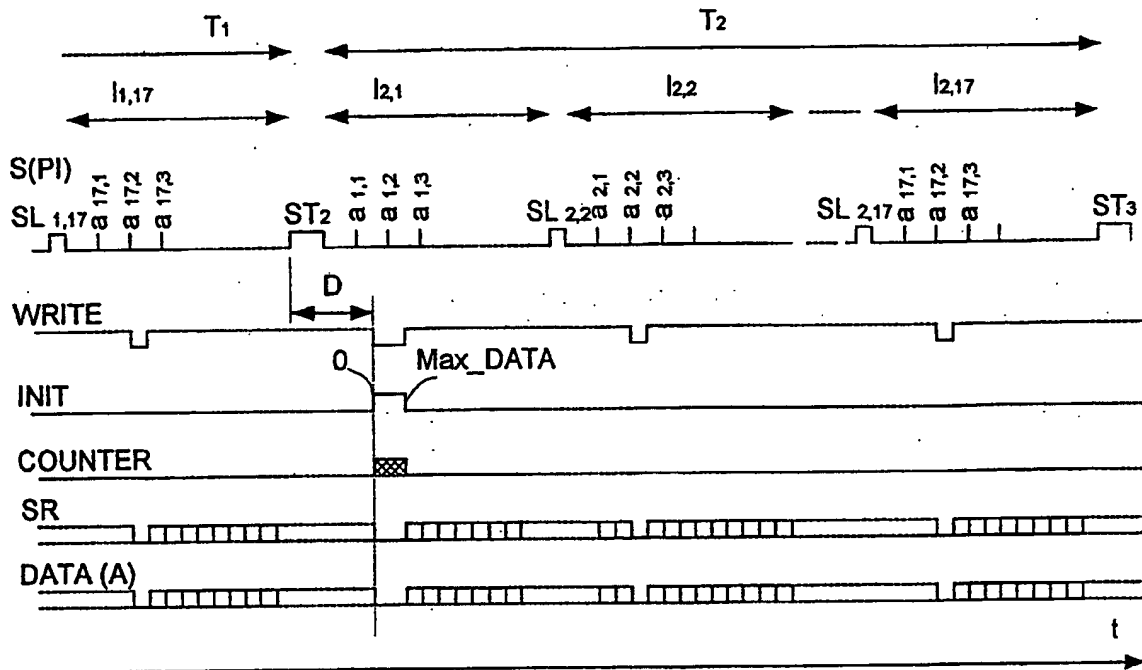 T1 T2
I1,17 I2,1 I2,2 I2,17
S(PI)
a 17,1 a 17,2 a 17,3 a 1,1 a 1,2 a 1,3 a 2,1 a 2,2 a 2,3 a 17,1 a 17,2 a 17,3
SL 1,17 ST2 SL 2,2 SL 2,17 ST3
D
WRITE
0 Max_DATA
INIT
COUNTER
SR
DATA (A)
t